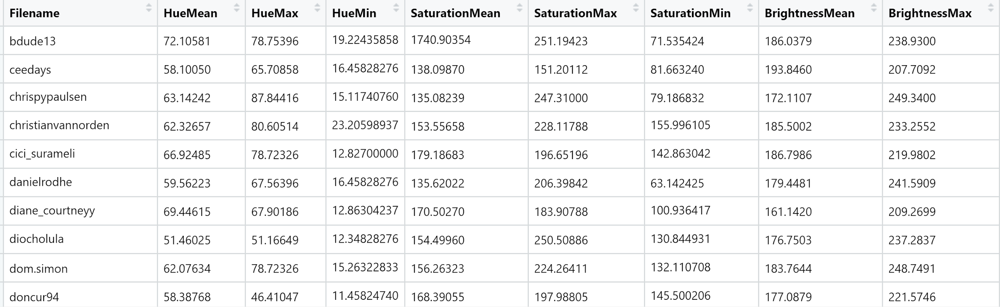 Filename HueMean HueMax HueMin SaturationMean SaturationMax SaturationMin BrightnessMean BrightnessMax
bdude13 72.10581 78.75396 19.22435858 1740.90354 251.19423 71.535424 186.0379 238.9300
ceedays 58.10050 65.70858 16.45828276 138.09870 151.20112 81.663240 193.8460 207.7092
chrispypaulsen 63.14242 87.84416 15.11740760 135.08239 247.31000 79.186832 172.1107 249.3400
christianvannorden 62.32657 80.60514 23.20598937 153.55658 228.11788 155.996105 185.5002 233.2552
cici_surameli 66.92485 78.72326 12.82700000 179.18683 196.65196 142.863042 186.7986 219.9802
danielrodhe 59.56223 67.56396 16.45828276 135.62022 206.39842 63.142425 179.4481 241.5909
diane_courtneyy 69.44615 67.90186 12.86304237 170.50270 183.90788 100.936417 161.1420 209.2699
diocholula 51.46025 51.16649 12.34828276 154.49960 250.50886 130.844931 176.7503 237.2837
dom.simon 62.07634 78.72326 15.26322833 156.26323 224.26411 132.110708 183.7644 248.7491
doncur94 58.38768 46.41047 11.45824740 168.39055 197.98805 145.500206 177.0879 221.5746